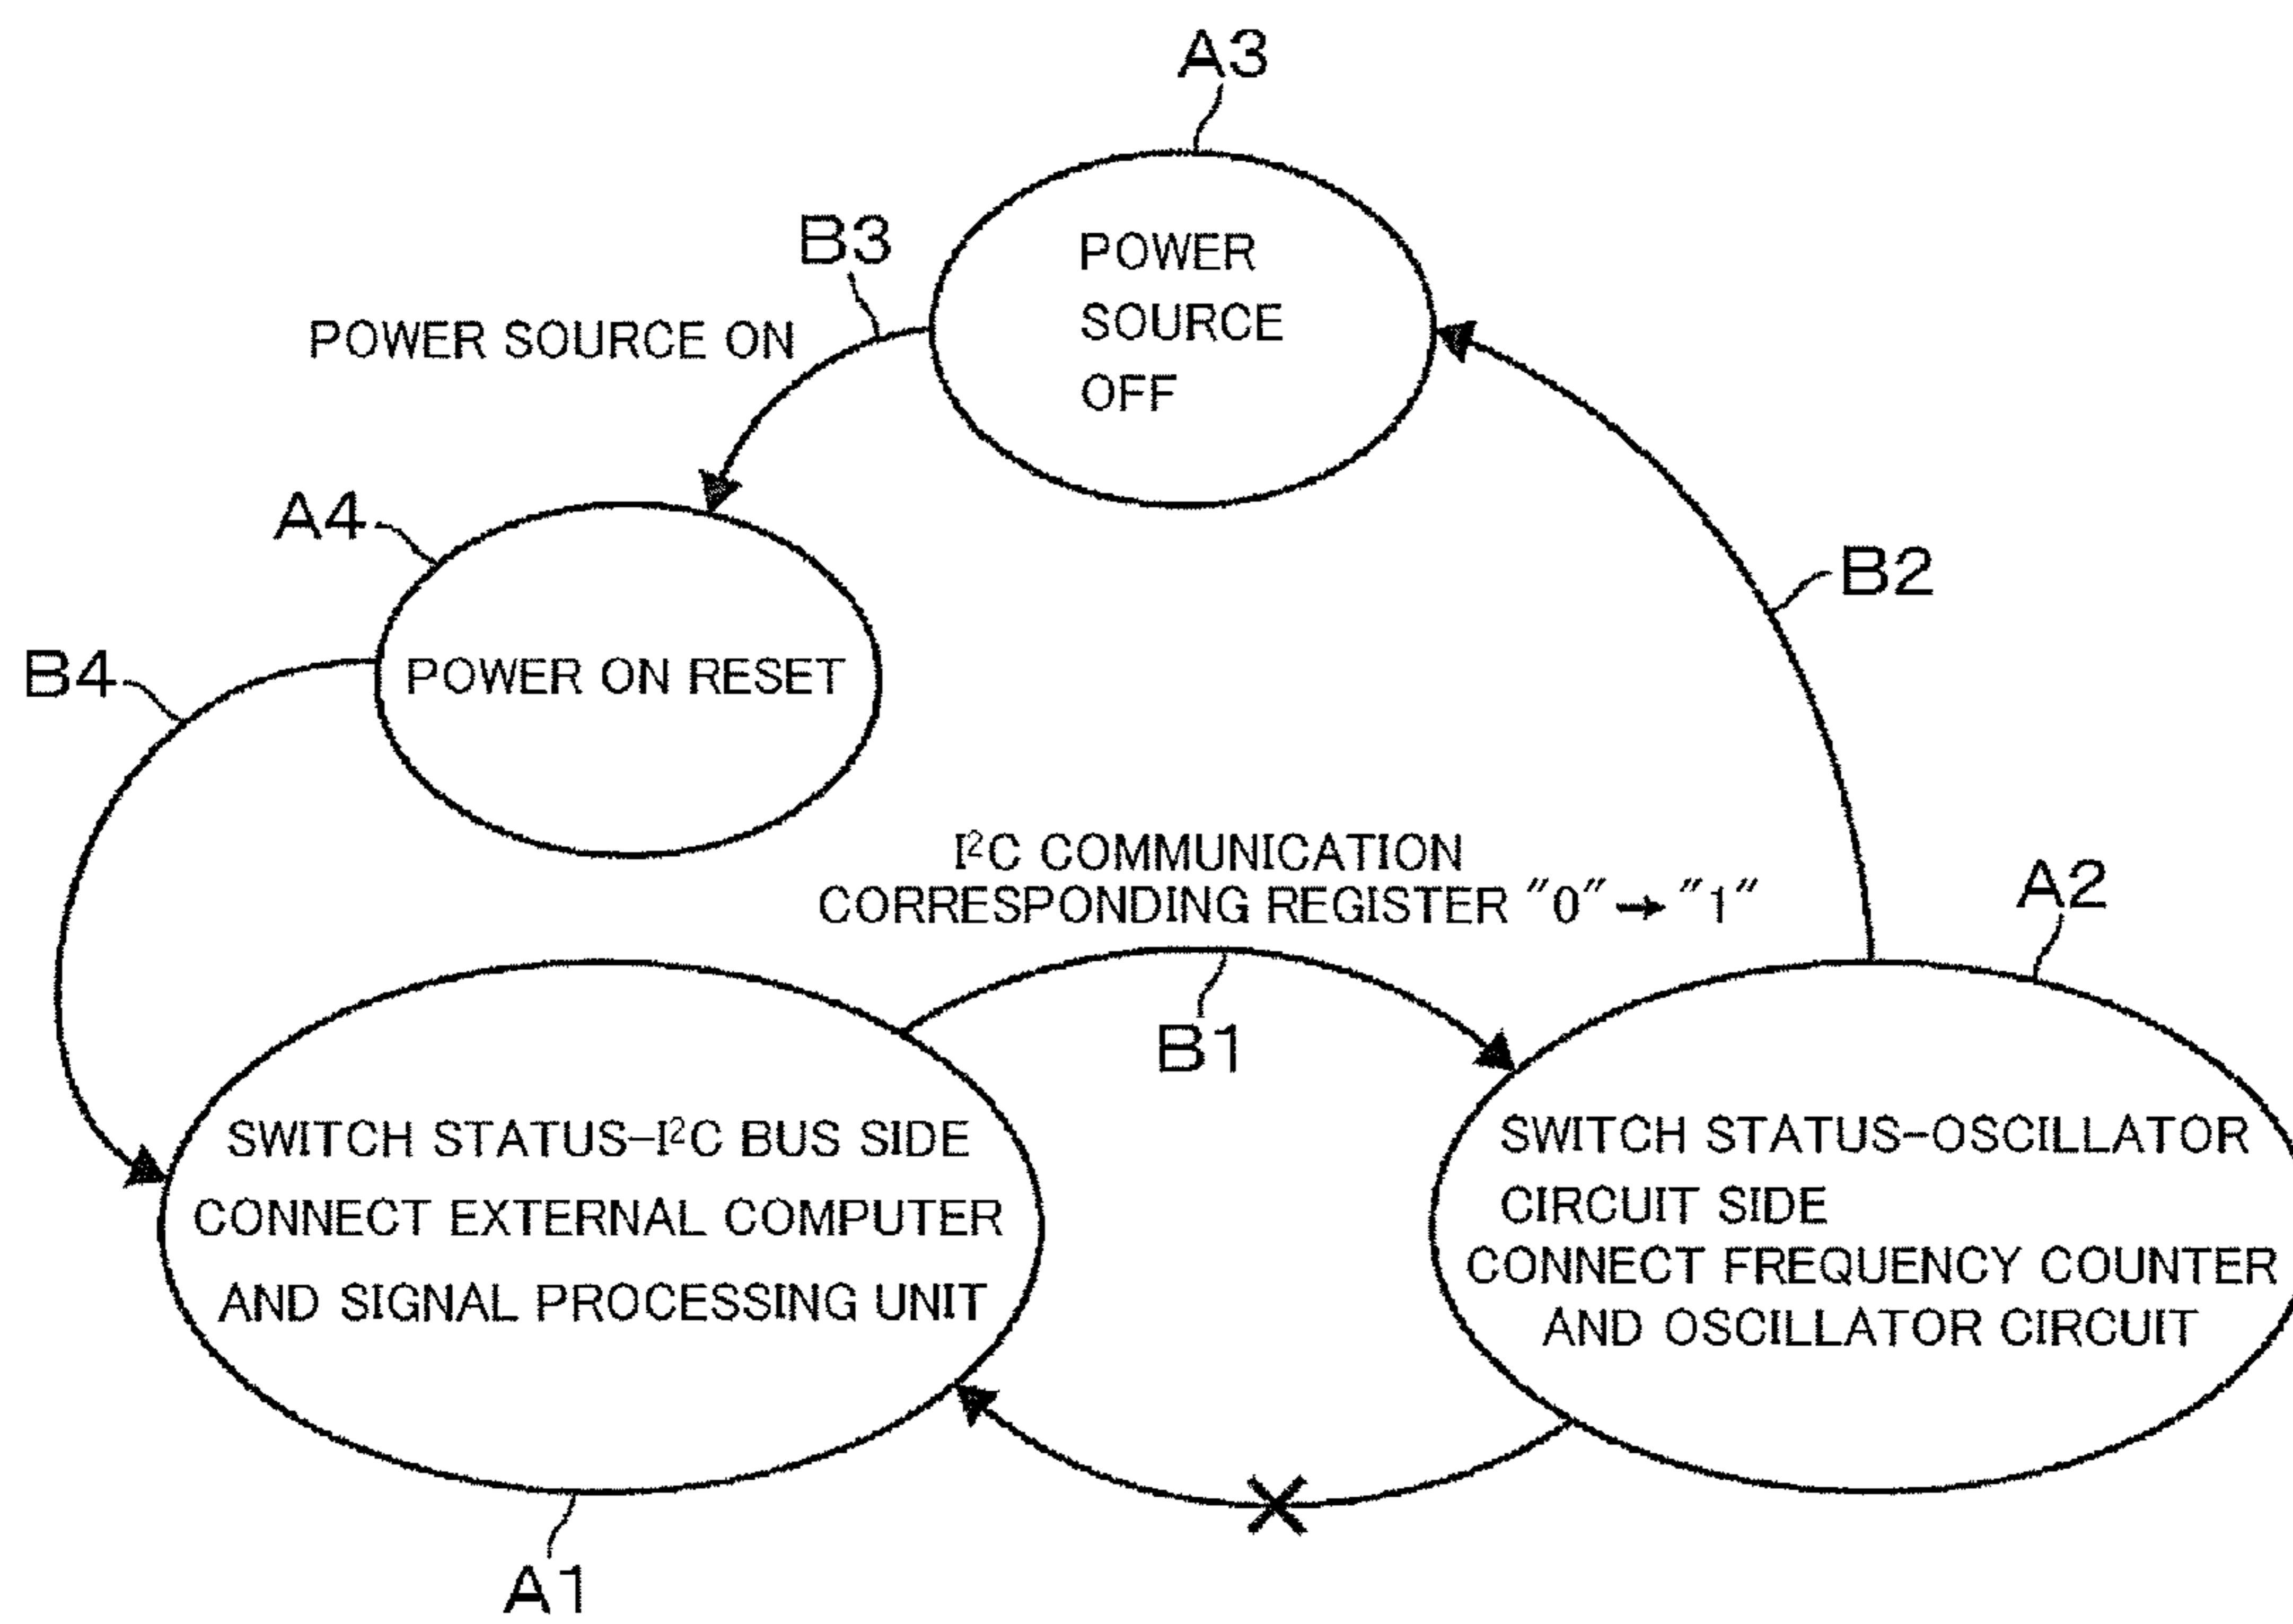 A3
POWER
SOURCE
OFF
B3
POWER SOURCE ON
A4
POWER ON RESET
B4
B2
I²C COMMUNICATION
CORRESPONDING REGISTER "0"→"1"
B1
A2
SWITCH STATUS-I²C BUS SIDE
CONNECT EXTERNAL COMPUTER
AND SIGNAL PROCESSING UNIT
A1
SWITCH STATUS-OSCILLATOR
CIRCUIT SIDE
CONNECT FREQUENCY COUNTER
AND OSCILLATOR CIRCUIT